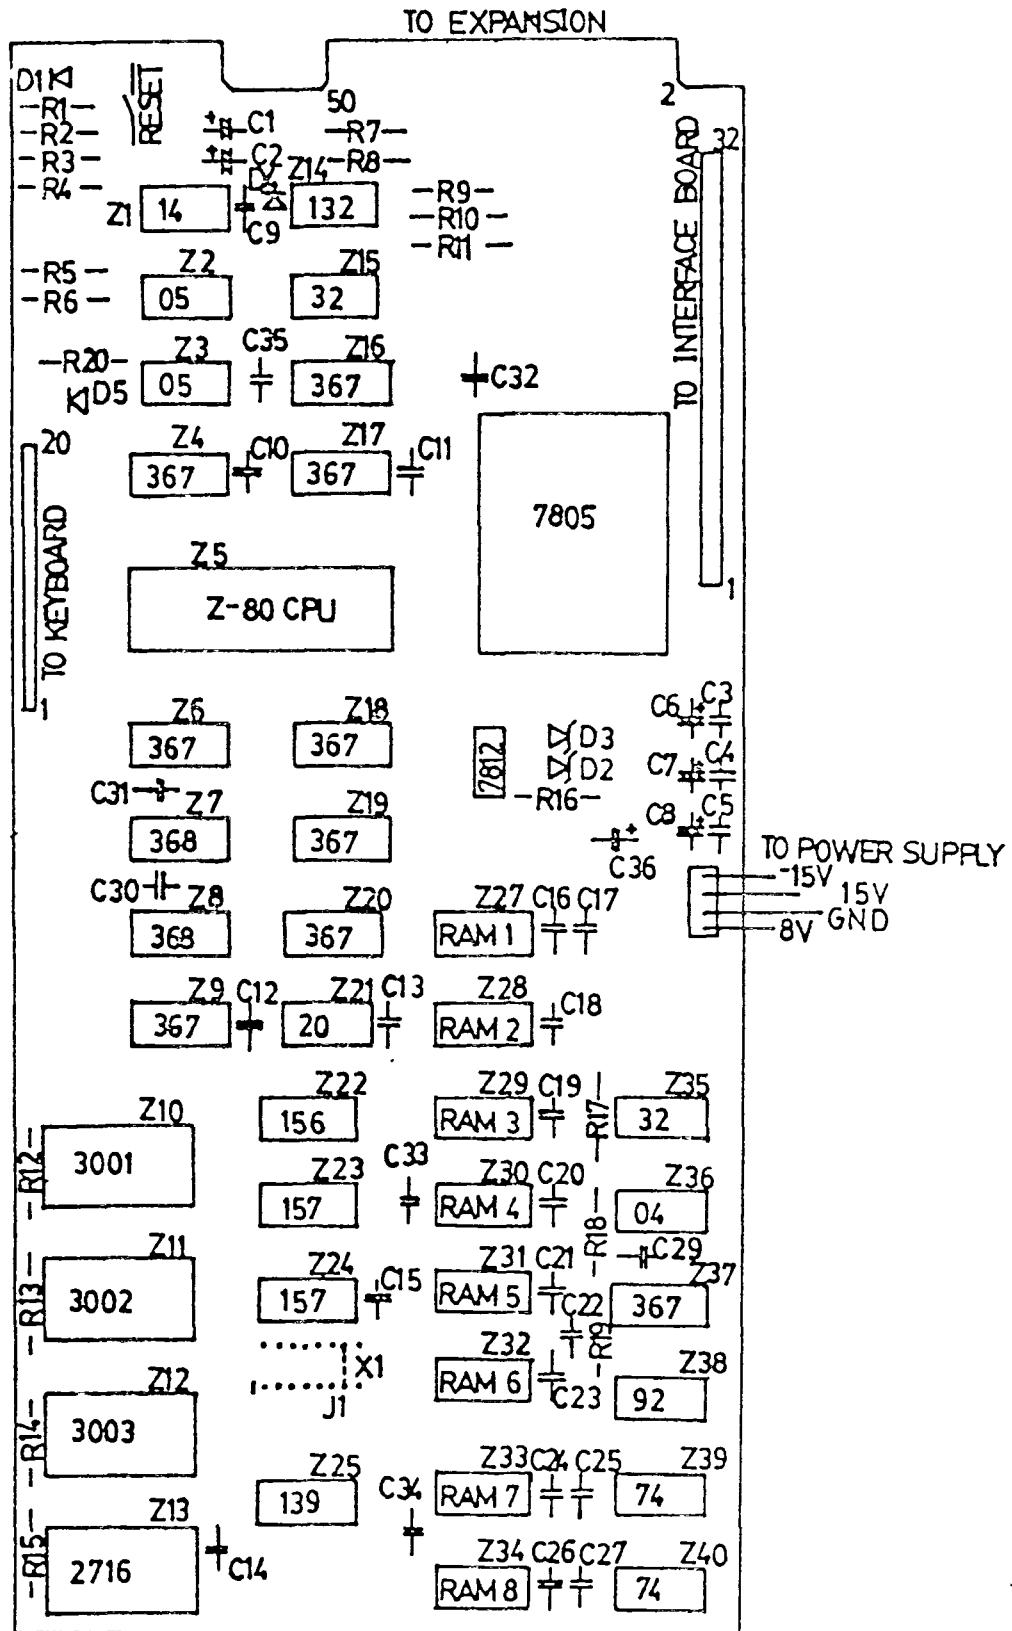 TO EXPANSION
D1
RESET
50
2
R1
C1
R7
R2
R3
C2
R8
R4
Z1
14
C9
Z14
132
R9
R10
R11
32
TO INTERFACE BOARD
R5
R6
Z2
05
Z15
32
R20
D5
Z3
05
C35
Z16
367
C32
20
Z4
367
C10
Z17
367
C11
7805
TO KEYBOARD
Z5
Z-80 CPU
1
1
Z6
367
Z18
367
7812
D3
D2
R16
C6
C3
C7
C4
C8
C5
C31
Z7
368
Z19
367
C36
TO POWER SUPPLY
-15V
15V
GND
8V
C30
Z8
368
Z20
367
Z27
RAM 1
C16
C17
Z9
367
C12
Z21
20
C13
Z28
RAM 2
C18
Z10
3001
R12
Z22
156
Z29
RAM 3
C19
R17
Z35
32
Z23
157
C33
Z30
RAM 4
C20
R18
Z36
04
C29
Z11
3002
R13
Z24
157
C15
Z31
RAM 5
C21
C22
R19
Z37
367
X1
J1
Z32
RAM 6
C23
Z38
92
Z12
3003
R14
Z25
139
C34
Z33
RAM 7
C24
C25
Z39
74
Z13
2716
R15
C14
Z34
RAM 8
C26
C27
Z40
74